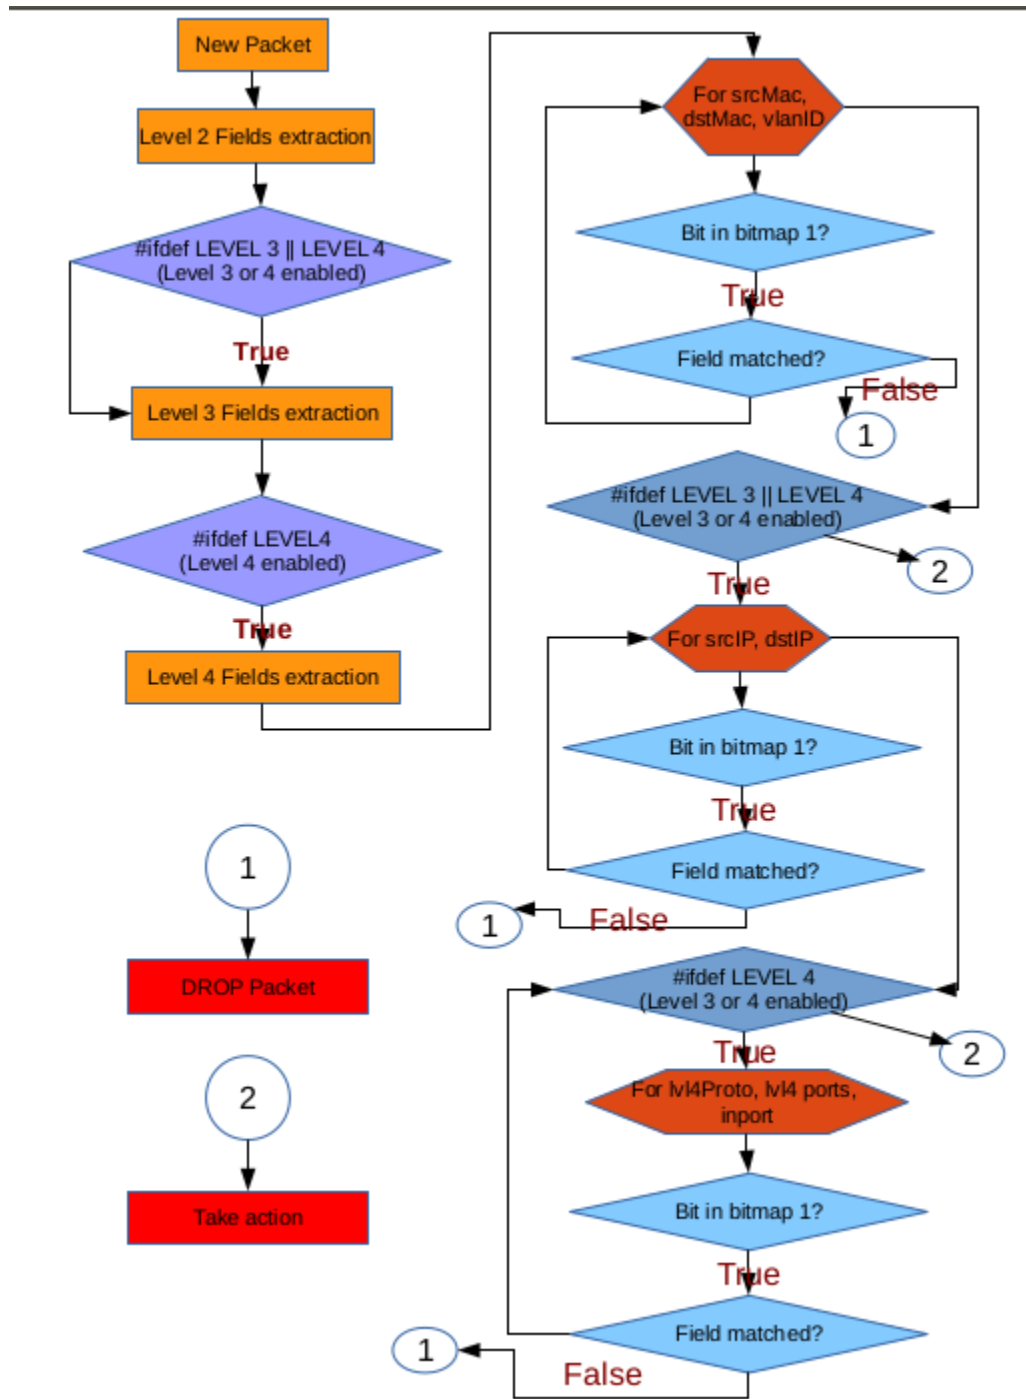 New Packet
Level 2 Fields extraction
#ifdef LEVEL 3 || LEVEL 4
(Level 3 or 4 enabled)
True
Level 3 Fields extraction
#ifdef LEVEL4
(Level 4 enabled)
True
Level 4 Fields extraction
1
DROP Packet
2
Take action
For srcMac,
dstMac, vlanID
Bit in bitmap 1?
True
Field matched?
False
1
#ifdef LEVEL 3 || LEVEL 4
(Level 3 or 4 enabled)
2
True
For srcIP, dstIP
Bit in bitmap 1?
True
Field matched?
False
1
#ifdef LEVEL 4
(Level 3 or 4 enabled)
2
True
For lvl4Proto, lvl4 ports,
inport
Bit in bitmap 1?
True
Field matched?
False
1